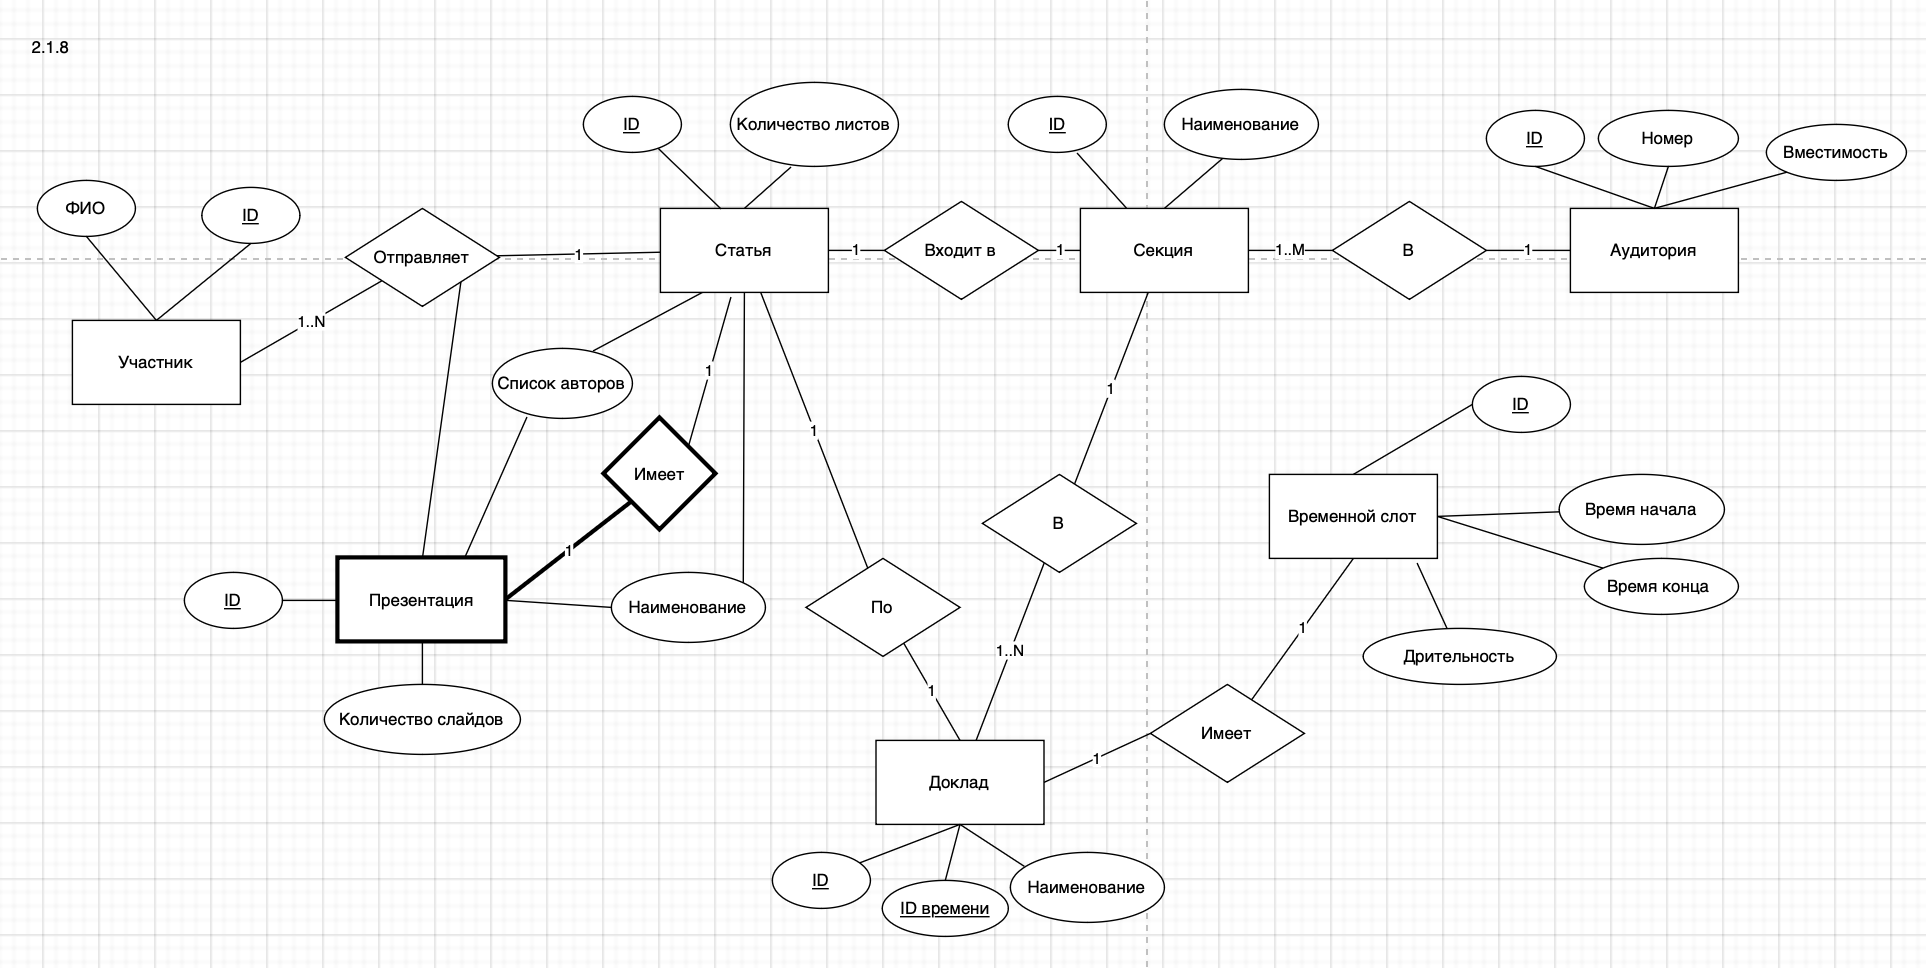 2.1.8
ID
Количество листов
ID
Наименование
ID
Номер
Вместимость
ФИО
ID
Отправляет
1
Статья
1
Входит в
1
Секция
1..M
В
1
Аудитория
1..N
Участник
Список авторов
1
1
1
ID
Имеет
Временной слот
Время начала
В
1
Время конца
ID
Презентация
Наименование
По
1
1..N
Дрительность
1
Количество слайдов
Имеет
1
Доклад
ID
ID времени
Наименование